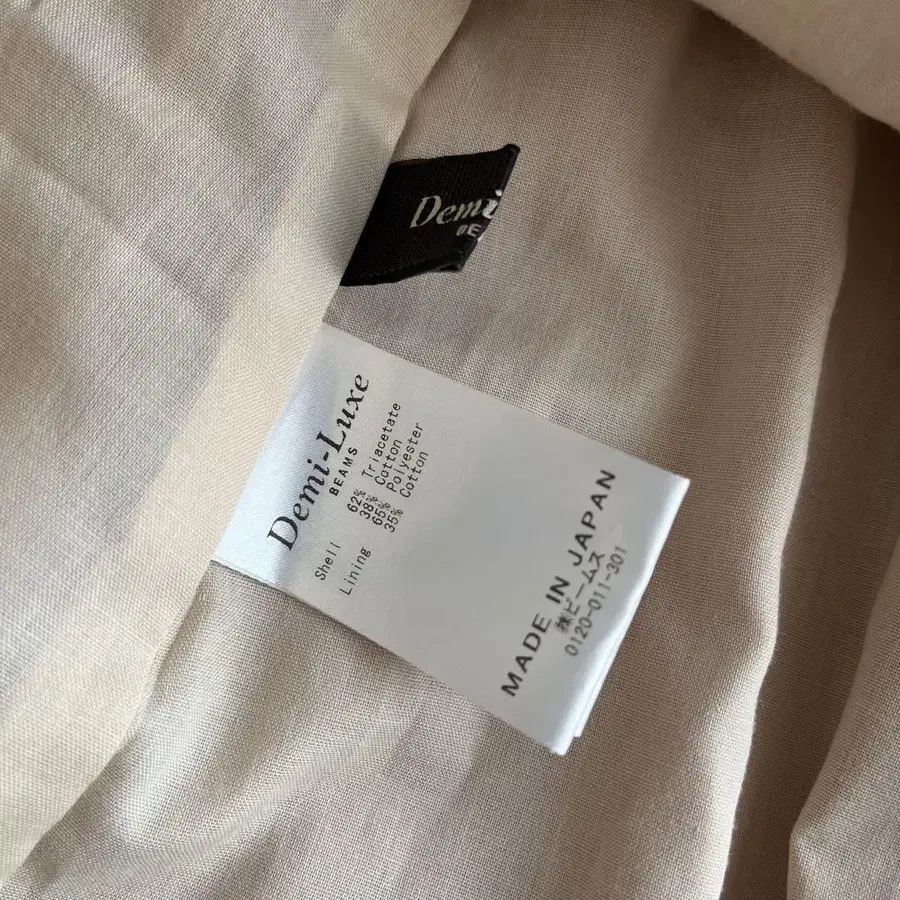 Demi
Demi-Luxe
BEAMS
Shell 62% Triacetate
38% Cotton
Lining 65% Polyester
35% Cotton
MADE IN JAPAN
㈱ビームス
0120-011-301